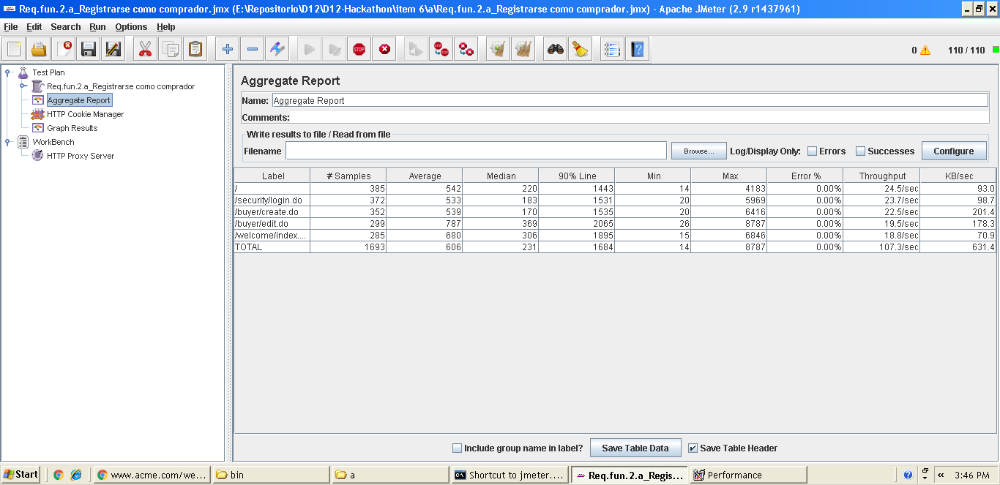 Req.fun.2.a_Registrarse como comprador.jmx (E:\Repositorio\D12\D12-Hackathon\item 6\a\Req.fun.2.a_Registrarse como comprador.jmx) - Apache JMeter (2.9 r1437961)
File Edit Search Run Options Help
STOP STOP STOP 0 110 / 110
Test Plan
Req.fun.2.a_Registrarse como comprador
Aggregate Report
HTTP Cookie Manager
Graph Results
WorkBench
HTTP Proxy Server
Aggregate Report
Name: Aggregate Report
Comments:
Write results to file / Read from file
Filename Browse... Log/Display Only: Errors Successes Configure
Label # Samples Average Median 90% Line Min Max Error % Throughput KB/sec
/ 385 542 220 1443 14 4183 0.00% 24.5/sec 93.0
/security/login.do 372 533 183 1531 20 5969 0.00% 23.7/sec 98.7
/buyer/create.do 352 539 170 1535 20 6416 0.00% 22.5/sec 201.4
/buyer/edit.do 299 787 369 2065 26 8787 0.00% 19.5/sec 178.3
/welcome/index.... 285 680 306 1895 15 6846 0.00% 18.8/sec 70.9
TOTAL 1693 606 231 1684 14 8787 0.00% 107.3/sec 631.4
Include group name in label? Save Table Data Save Table Header
Start www.acme.com/we... bin a Shortcut to jmeter.... Req.fun.2.a_Regis... Performance « 3:46 PM